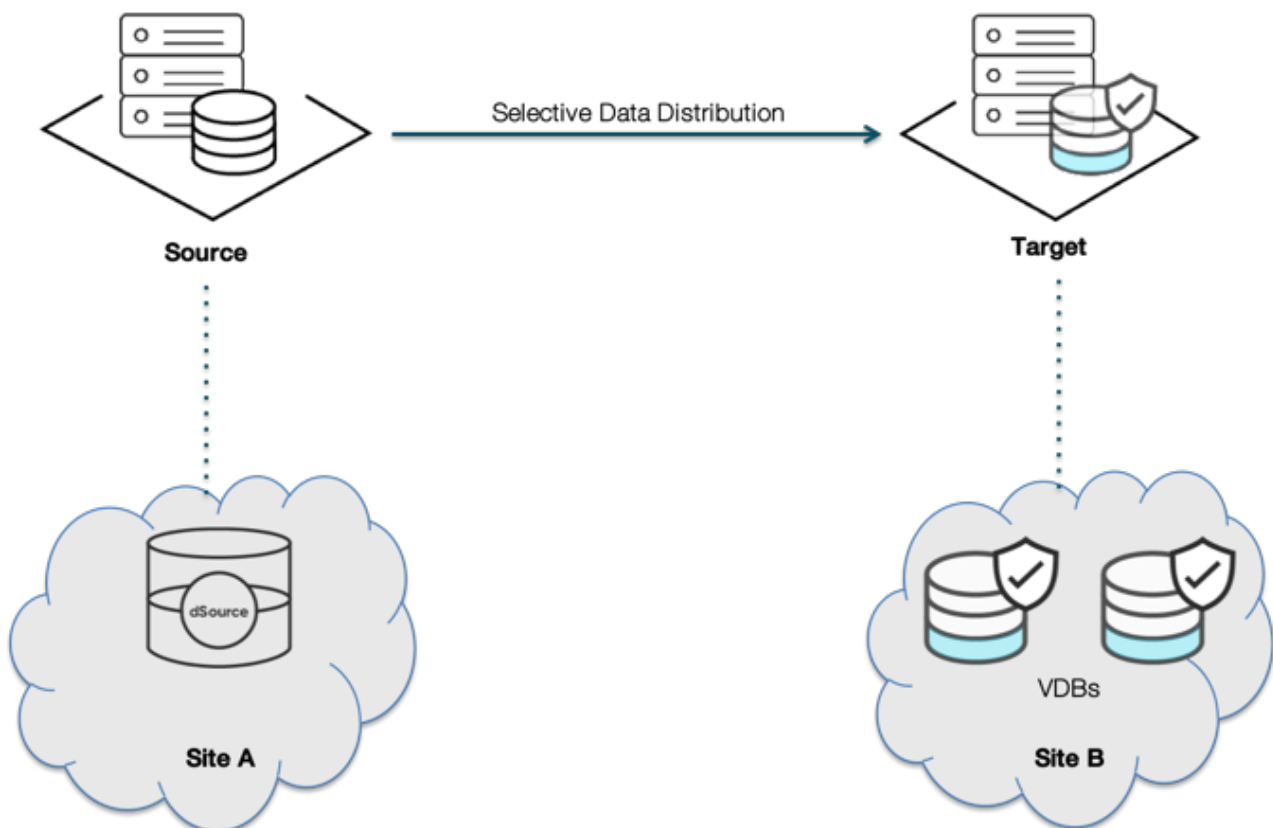 Selective Data Distribution
Source
Target
dSource
VDBs
Site A
Site B